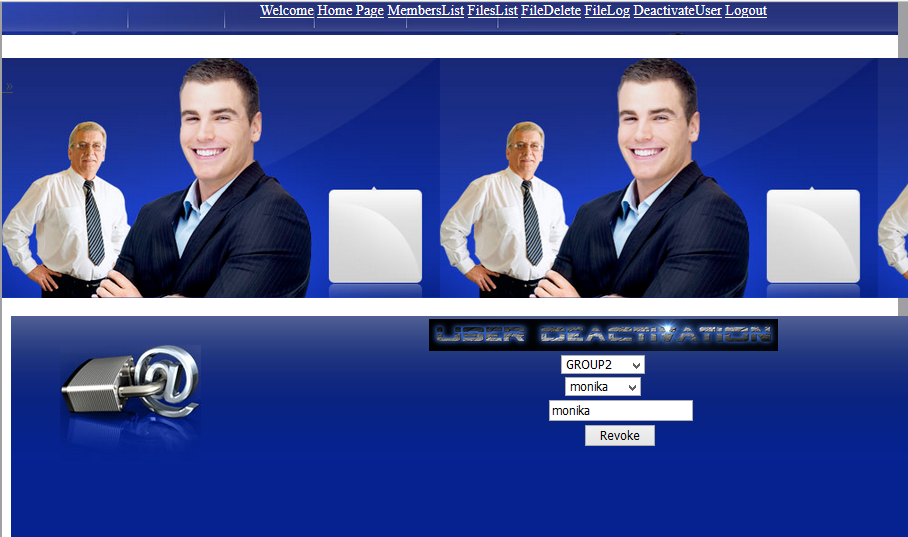 Welcome Home Page MembersList FilesList FileDelete FileLog DeactivateUser Logout
»
USER DEACTIVATION
GROUP2
monika
monika
Revoke